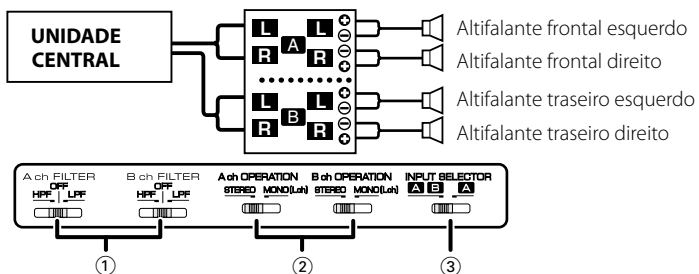 UNIDADE
CENTRAL
L L
A
R R
L L
B
R R
Altifalante frontal esquerdo
Altifalante frontal direito
Altifalante traseiro esquerdo
Altifalante traseiro direito
A ch FILTER B ch FILTER A ch OPERATION B ch OPERATION INPUT SELECTOR
OFF OFF
HPF LPF HPF LPF STEREO MONO(Lch) STEREO MONO(Lch) A B A
① ② ③